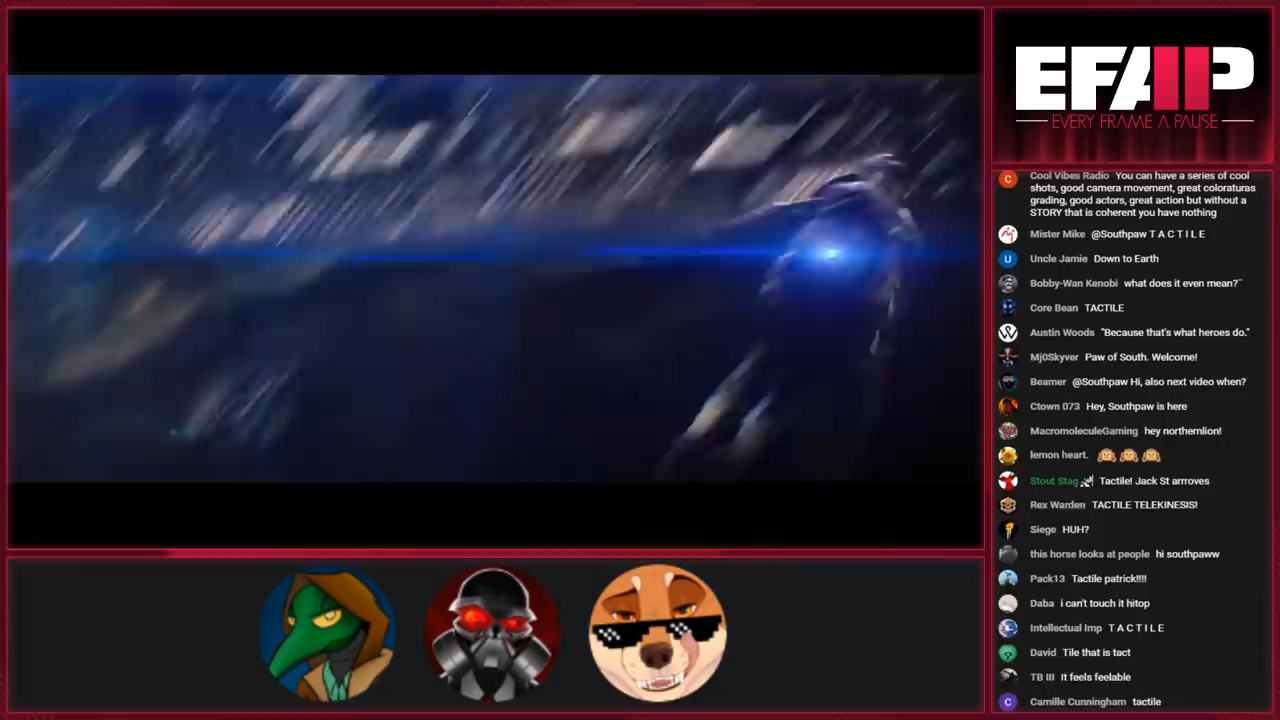 EFAP
EVERY FRAME A PAUSE
Cool Vibes Radio You can have a series of cool
shots, good camera movement, great coloraturas
grading, good actors, great action but without a
STORY that is coherent you have nothing
Mister Mike @Southpaw T A C T I L E
Uncle Jamie Down to Earth
Bobby-Wan Kenobi what does it even mean?¨
Core Bean TACTILE
Austin Woods "Because that's what heroes do."
Mj0Skyver Paw of South. Welcome!
Beamer @Southpaw Hi, also next video when?
Ctown 073 Hey, Southpaw is here
MacromoleculeGaming hey northernlion!
lemon heart.
Stout Stag Tactile! Jack St arrroves
Rex Warden TACTILE TELEKINESIS!
Siege HUH?
this horse looks at people hi southpaww
Pack13 Tactile patrick!!!!
Daba i can't touch it hitop
Intellectual Imp T A C T I L E
David Tile that is tact
TB III It feels feelable
Camille Cunningham tactile